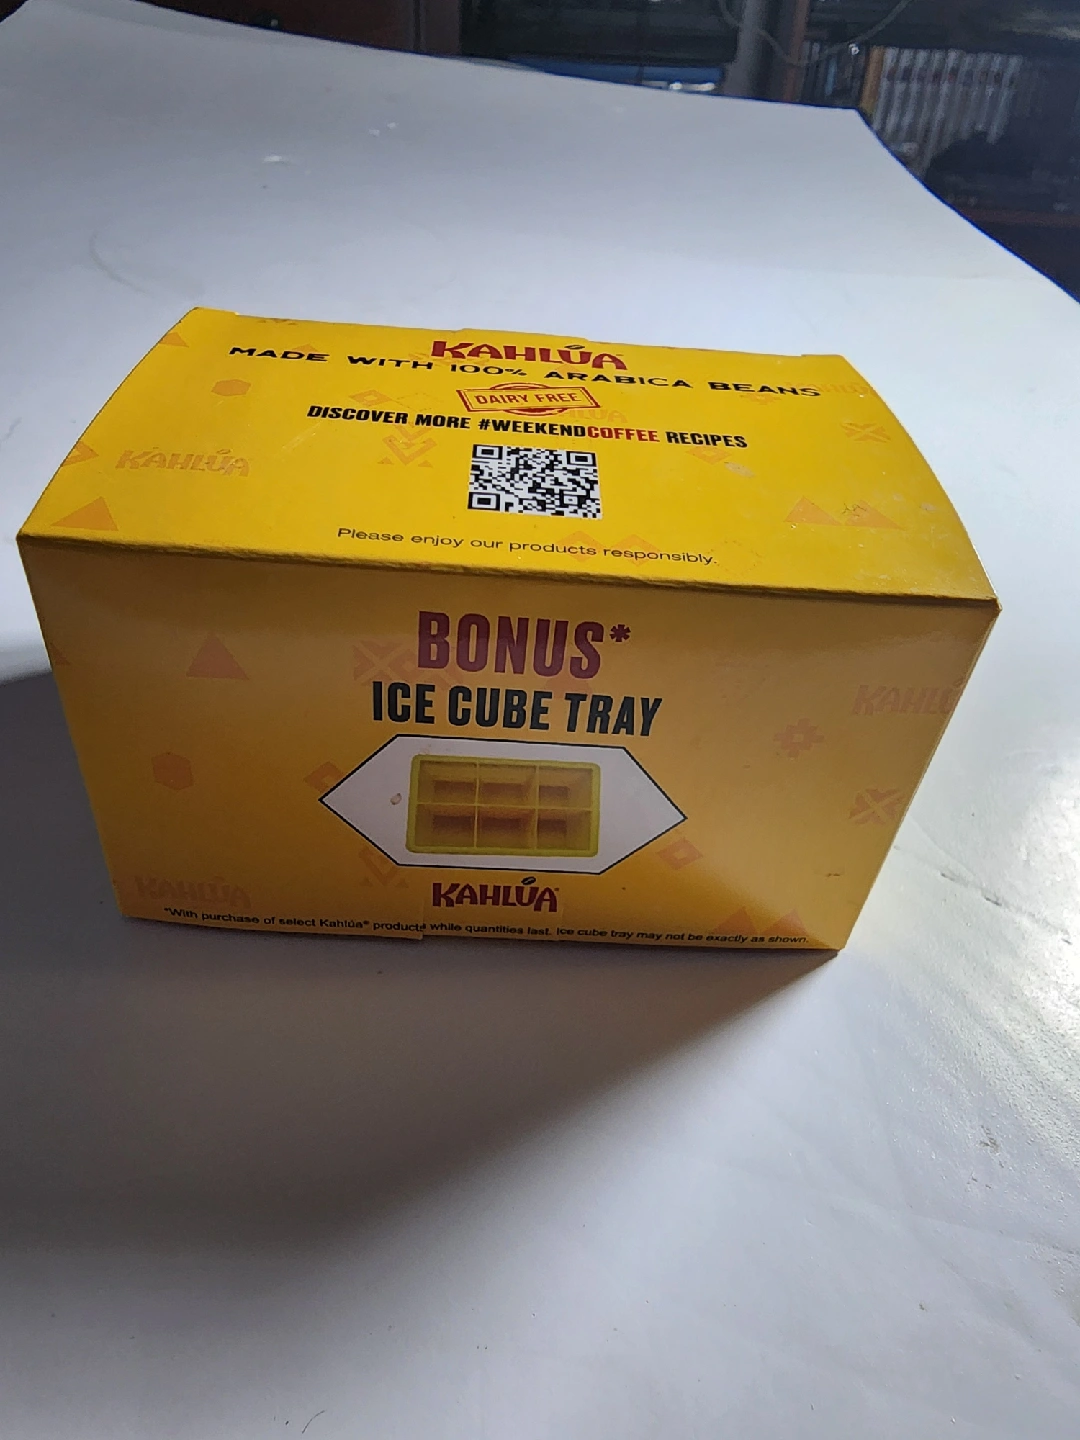 KAHLÚA
MADE WITH 100% ARABICA BEANS
DAIRY FREE
DISCOVER MORE #WEEKENDCOFFEE RECIPES
KAHLÚA
Please enjoy our products responsibly.
BONUS*
ICE CUBE TRAY
KAHLÚA
KAHLÚA
KAHLÚA
*With purchase of select Kahlúa® products while quantities last. Ice cube tray may not be exactly as shown.